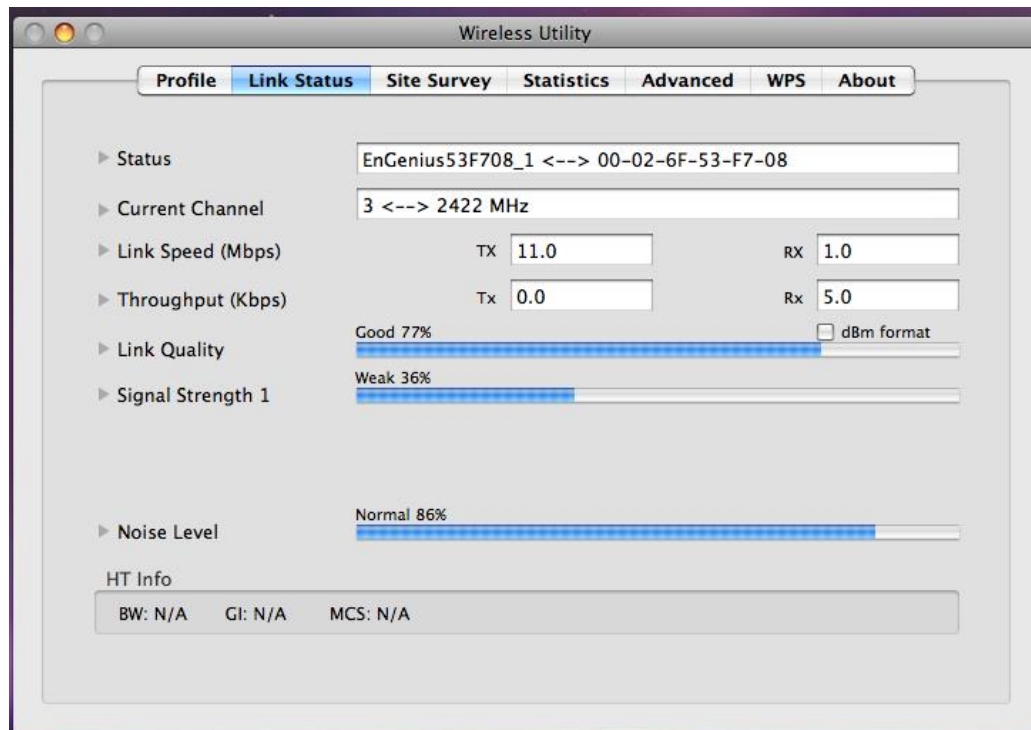 Wireless Utility
Profile Link Status Site Survey Statistics Advanced WPS About
Status EnGenius53F708_1 <--> 00-02-6F-53-F7-08
Current Channel 3 <--> 2422 MHz
Link Speed (Mbps) TX 11.0 RX 1.0
Throughput (Kbps) Tx 0.0 Rx 5.0
Good 77% dBm format
Link Quality
Weak 36%
Signal Strength 1
Normal 86%
Noise Level
HT Info
BW: N/A GI: N/A MCS: N/A